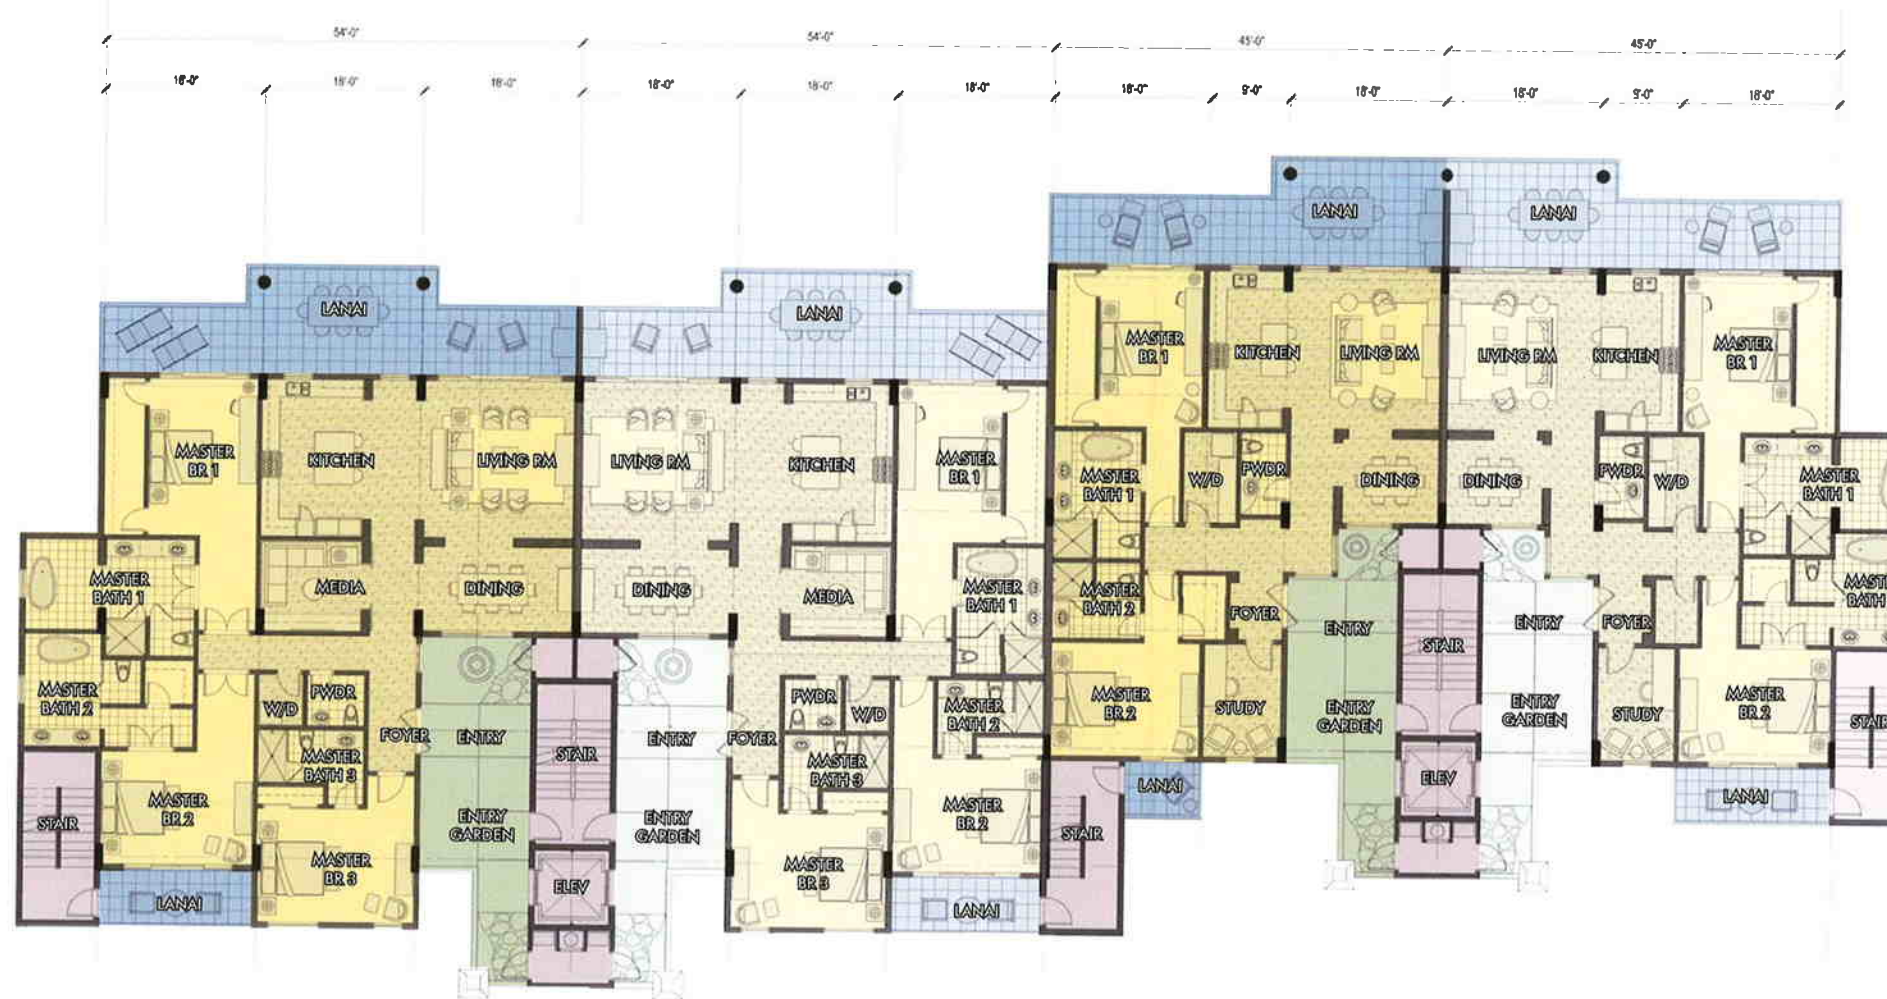 54'-0"
54'-0"
45'-0"
45'-0"
18'-0"
18'-0"
18'-0"
18'-0"
18'-0"
18'-0"
18'-0"
9'-0"
18'-0"
18'-0"
9'-0"
18'-0"
LANAI
LANAI
LANAI
LANAI
MASTER
BR 1
KITCHEN
LIVING RM
LIVING RM
KITCHEN
MASTER
BR 1
MASTER
BR 1
KITCHEN
LIVING RM
LIVING RM
KITCHEN
MASTER
BR 1
MASTER
BATH 1
W/D
PWDR
DINING
DINING
PWDR
W/D
MASTER
BATH 1
MASTER
BATH 1
MEDIA
DINING
DINING
MEDIA
MASTER
BATH 1
MASTER
BATH 2
FOYER
ENTRY
STAIR
ENTRY
FOYER
MAST
BATH
MASTER
BATH 2
W/D
PWDR
FOYER
ENTRY
STAIR
ENTRY
FOYER
PWDR
W/D
MASTER
BATH 2
MASTER
BR 2
STUDY
ENTRY
GARDEN
ENTRY
GARDEN
STUDY
MASTER
BR 2
STAIR
MASTER
BATH 3
MASTER
BATH 3
ELEV
LANAI
LANAI
STAIR
MASTER
BR 2
ENTRY
GARDEN
ENTRY
GARDEN
MASTER
BR 2
STAIR
MASTER
BR 3
ELEV
MASTER
BR 3
LANAI
LANAI